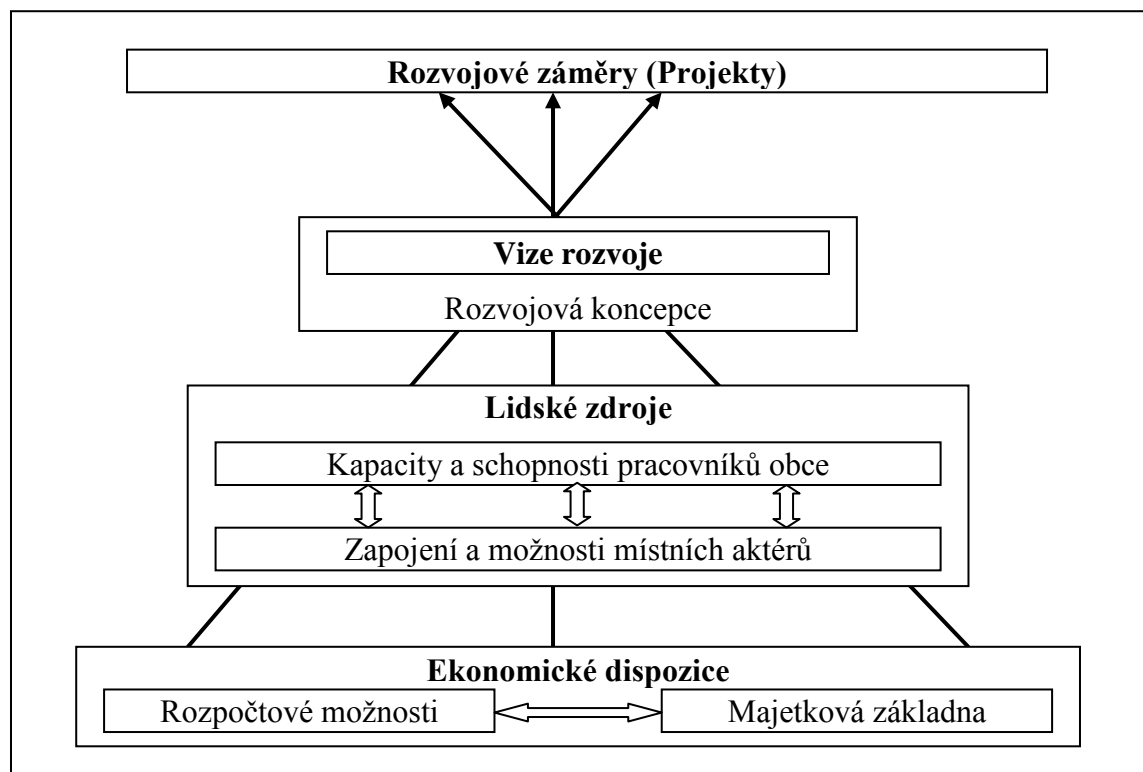 Rozvojové záměry (Projekty)
Vize rozvoje
Rozvojová koncepce
Lidské zdroje
Kapacity a schopnosti pracovníků obce
Zapojení a možnosti místních aktérů
Ekonomické dispozice
Rozpočtové možnosti
Majetková základna